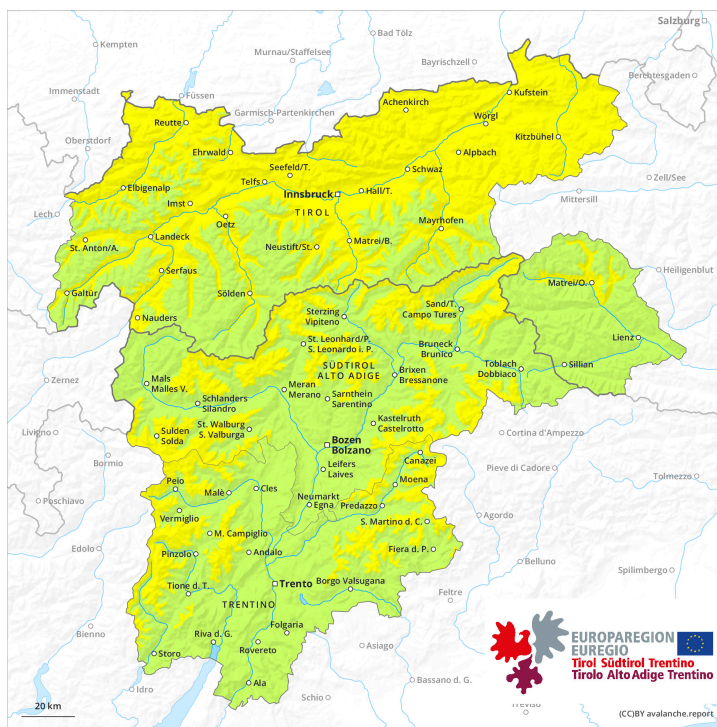 Salzburg
Bad Tölz
Kempten
Murnau/Staffelsee
Bayrischzell
Berchtesgaden
Immenstadt
Füssen
Kufstein
Achenkirch
Garmisch-Partenkirchen
Reutte
Wörgl
Oberstdorf
Kitzbühel
Ehrwald
Alpbach
Seefeld/T.
Schwaz
Zell/See
Telfs
Elbigenalp
Innsbruck
Hall/T.
Mittersill
Imst
Lech
TIROL
Oetz
Mayrhofen
Landeck
St. Anton/A.
Neustift/St.
Matrei/B.
Serfaus
Heiligenblut
Matrei/O.
Galtür
Sölden
Sand/T.
Campo Tures
Nauders
Sterzing
Vipiteno
Lienz
St. Leonhard/P.
S. Leonardo i. P.
Bruneck
Brunico
SÜDTIROL
ALTO ADIGE
Toblach
Dobbiaco
Sillian
Brixen
Bressanone
Zernez
Mals
Malles V.
Meran
Merano
Schlanders
Silandro
Sarnthein
Sarentino
Kastelruth
Castelrotto
St. Walburg
S. Valburga
Livigno
Sulden
Solda
Cortina d'Ampezzo
Bozen
Bolzano
Bormio
Canazei
Pieve di Cadore
Leifers
Laives
Tolmezzo
Peio
Moena
Malè
Cles
Poschiavo
Neumarkt
Egna
Predazzo
Vermiglio
Agordo
S. Martino d. C.
M. Campiglio
Edolo
Pinzolo
Andalo
Fiera d. P.
Belluno
Spilimbergo
Trento
Borgo Valsugana
Tione d. T.
Feltre
TRENTINO
Folgaria
Bienno
Riva d. G.
EUROPAREGION
EUREGIO
Rovereto
Asiago
Storo
Tirol Südtirol Trentino
Tirolo Alto Adige Trentino
Bassano d. G.
Ala
Idro
Schio
Treviso
20 km
(CC)BY avalanche.report